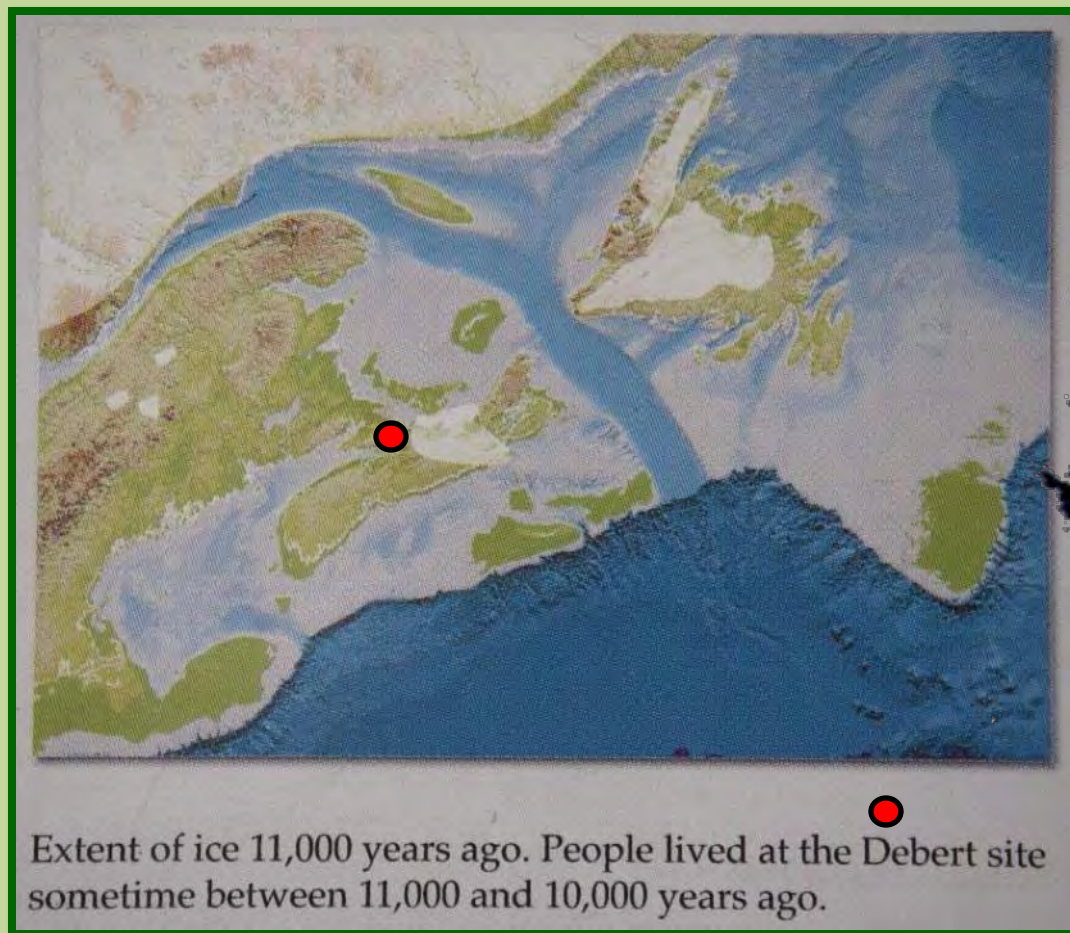 Extent of ice 11,000 years ago. People lived at the Debert site
sometime between 11,000 and 10,000 years ago.